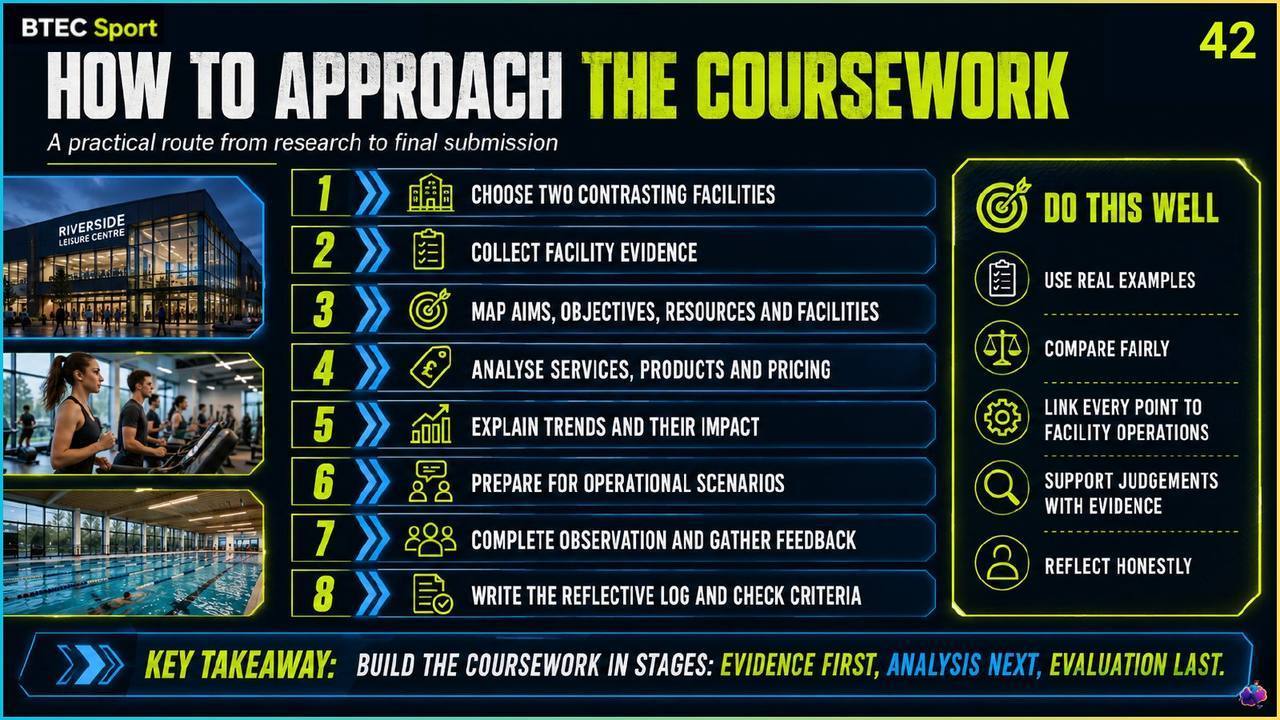 BTEC Sport
42
HOW TO APPROACH THE COURSEWORK
A practical route from research to final submission
RIVERSIDE
LEISURE CENTRE
1 CHOOSE TWO CONTRASTING FACILITIES
2 COLLECT FACILITY EVIDENCE
3 MAP AIMS, OBJECTIVES, RESOURCES AND FACILITIES
4 £ ANALYSE SERVICES, PRODUCTS AND PRICING
5 EXPLAIN TRENDS AND THEIR IMPACT
6 PREPARE FOR OPERATIONAL SCENARIOS
7 COMPLETE OBSERVATION AND GATHER FEEDBACK
8 WRITE THE REFLECTIVE LOG AND CHECK CRITERIA
DO THIS WELL
USE REAL EXAMPLES
COMPARE FAIRLY
LINK EVERY POINT TO
FACILITY OPERATIONS
SUPPORT JUDGEMENTS
WITH EVIDENCE
REFLECT HONESTLY
KEY TAKEAWAY: BUILD THE COURSEWORK IN STAGES: EVIDENCE FIRST, ANALYSIS NEXT, EVALUATION LAST.